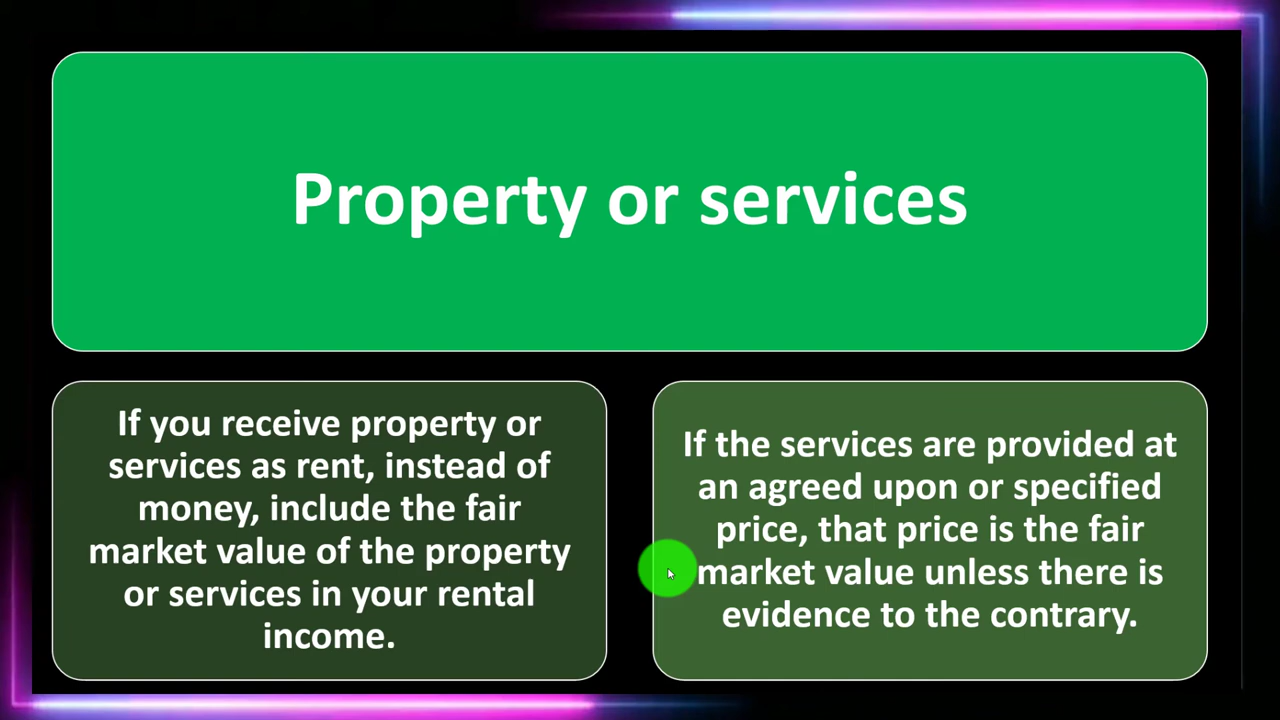 Property or services
If you receive property or
services as rent, instead of
money, include the fair
market value of the property
or services in your rental
income.
If the services are provided at
an agreed upon or specified
price, that price is the fair
market value unless there is
evidence to the contrary.